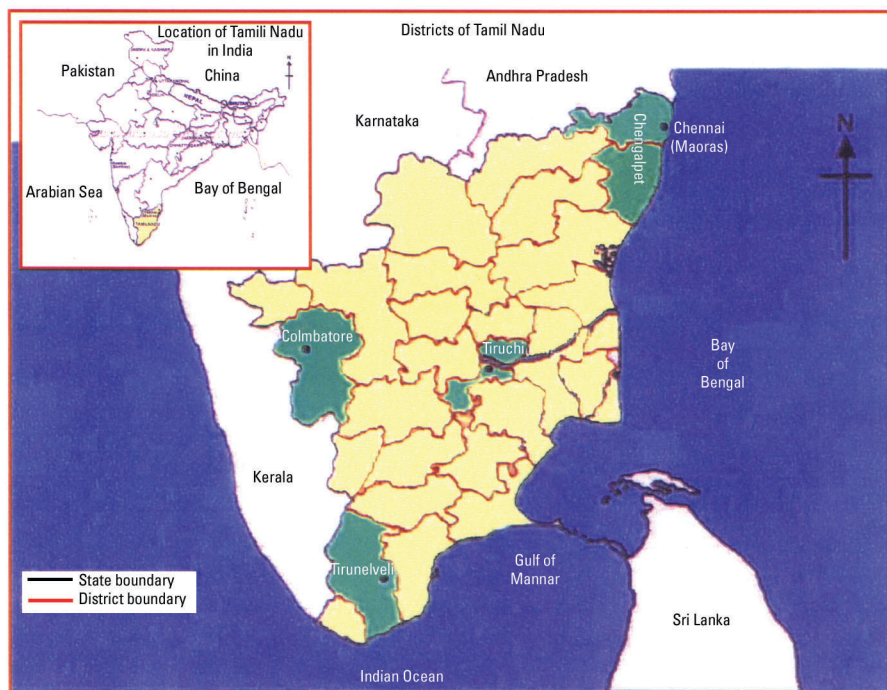 Location of Tamili Nadu
in India
Pakistan
China
NEPAL
Arabian Sea
Bay of Bengal
Districts of Tamil Nadu
Andhra Pradesh
Karnataka
N
Chengalpet
Chennai
(Maoras)
Colmbatore
Tiruchi
Bay
of
Bengal
Kerala
Tirunelveli
Gulf of
Mannar
Sri Lanka
State boundary
District boundary
Indian Ocean